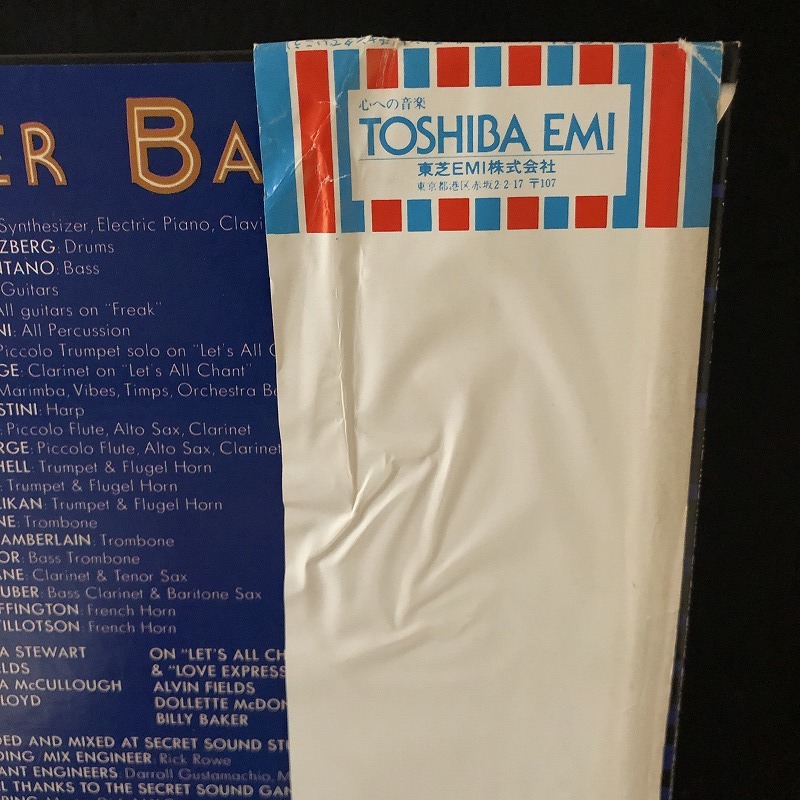 心への音楽
TOSHIBA EMI
東芝EMI株式会社
東京都港区赤坂2-2-17 〒107
ER BA
Synthesizer, Electric Piano, Clavi
ZBERG: Drums
NTANO: Bass
Guitars
All guitars on "Freak"
NI: All Percussion
Piccolo Trumpet solo on "Let's All C
GE: Clarinet on "Let's All Chant"
Marimba, Vibes, Timps, Orchestra Be
STINI: Harp
: Piccolo Flute, Alto Sax, Clarinet
RGE: Piccolo Flute, Alto Sax, Clarinet
HELL: Trumpet & Flugel Horn
: Trumpet & Flugel Horn
LIKAN: Trumpet & Flugel Horn
NE: Trombone
AMBERLAIN: Trombone
OR: Bass Trombone
ANE: Clarinet & Tenor Sax
UBER: Bass Clarinet & Baritone Sax
FFINGTON: French Horn
TILLOTSON: French Horn
A STEWART
LDS
A McCULLOUGH
LOYD
ON "LET'S ALL CH
& "LOVE EXPRESS
ALVIN FIELDS
DOLLETTE McDON
BILLY BAKER
DED AND MIXED AT SECRET SOUND STU
DING/MIX ENGINEER: Rick Rowe
ANT ENGINEERS: Darroll Gustamachio, M
L THANKS TO THE SECRET SOUND GAN